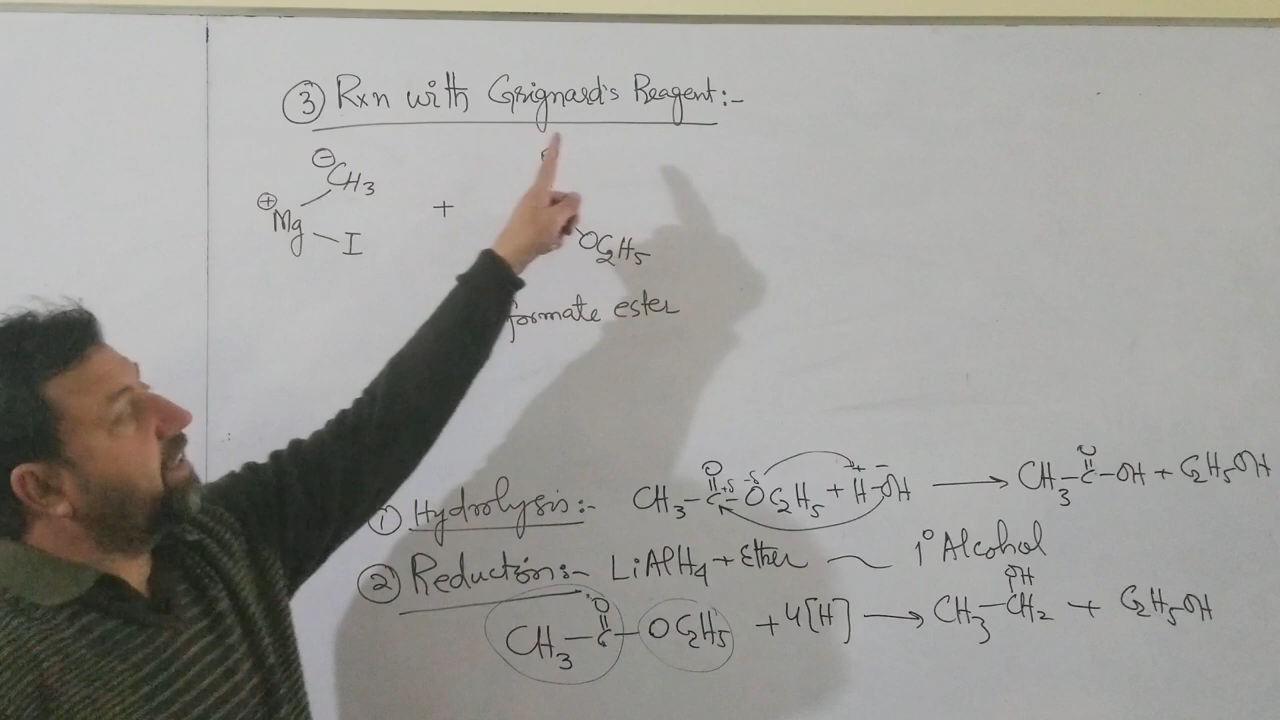 ③ Rxn with Grignard's Reagent:-
⊖
CH3
⊕
Mg
+
I
OC2H5
formate ester
O
① Hydrolysis:- CH3-C-OC2H5 + H-OH → CH3-C-OH + C2H5OH
+δ -δ + -
O
② Reduction:- LiAlH4 + Ether 1° Alcohol
O OH
CH3-C-OC2H5 + 4[H] → CH3-CH2 + C2H5OH